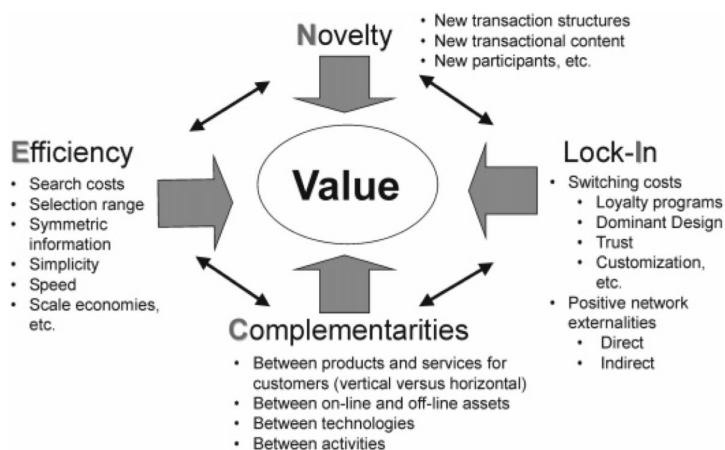 Novelty
• New transaction structures
• New transactional content
• New participants, etc.
Efficiency
• Search costs
• Selection range
• Symmetric
information
• Simplicity
• Speed
• Scale economies,
etc.
Value
Lock-In
• Switching costs
• Loyalty programs
• Dominant Design
• Trust
• Customization,
etc.
• Positive network
externalities
• Direct
• Indirect
Complementarities
• Between products and services for
customers (vertical versus horizontal)
• Between on-line and off-line assets
• Between technologies
• Between activities